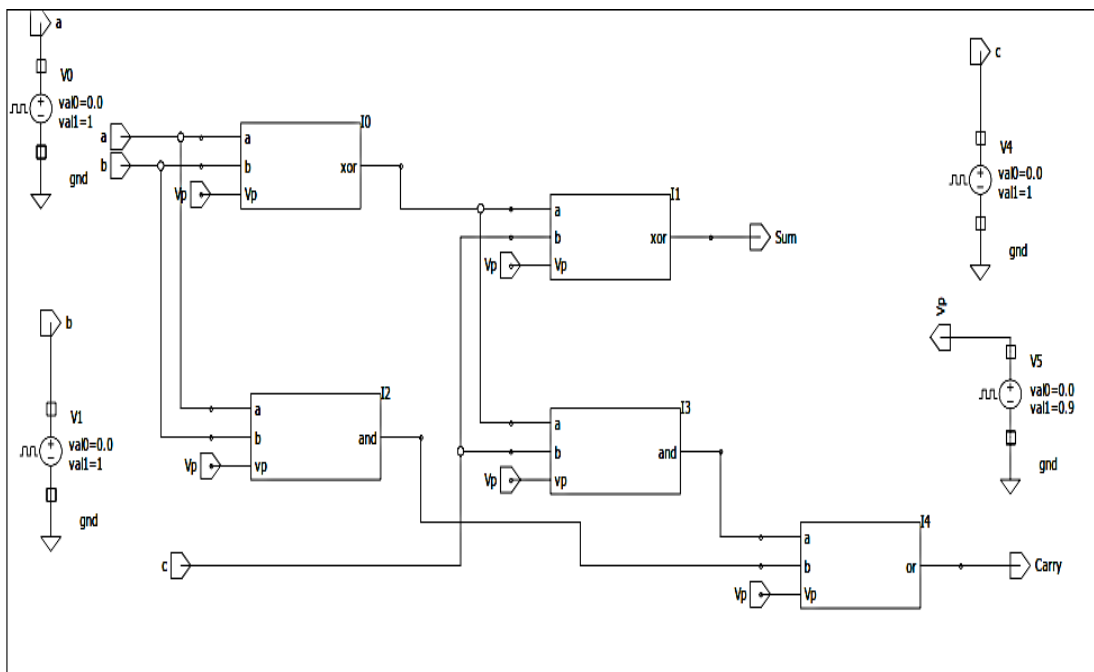 a
V0
val0=0.0
val1=1
gnd
a
b
Vp
I0
a
b
Vp
xor
I1
a
b
Vp
xor
Vp
Sum
c
V4
val0=0.0
val1=1
gnd
b
V1
val0=0.0
val1=1
gnd
I2
a
b
vp
and
Vp
I3
a
b
vp
and
Vp
Vp
V5
val0=0.0
val1=0.9
gnd
c
I4
a
b
Vp
or
Vp
Carry